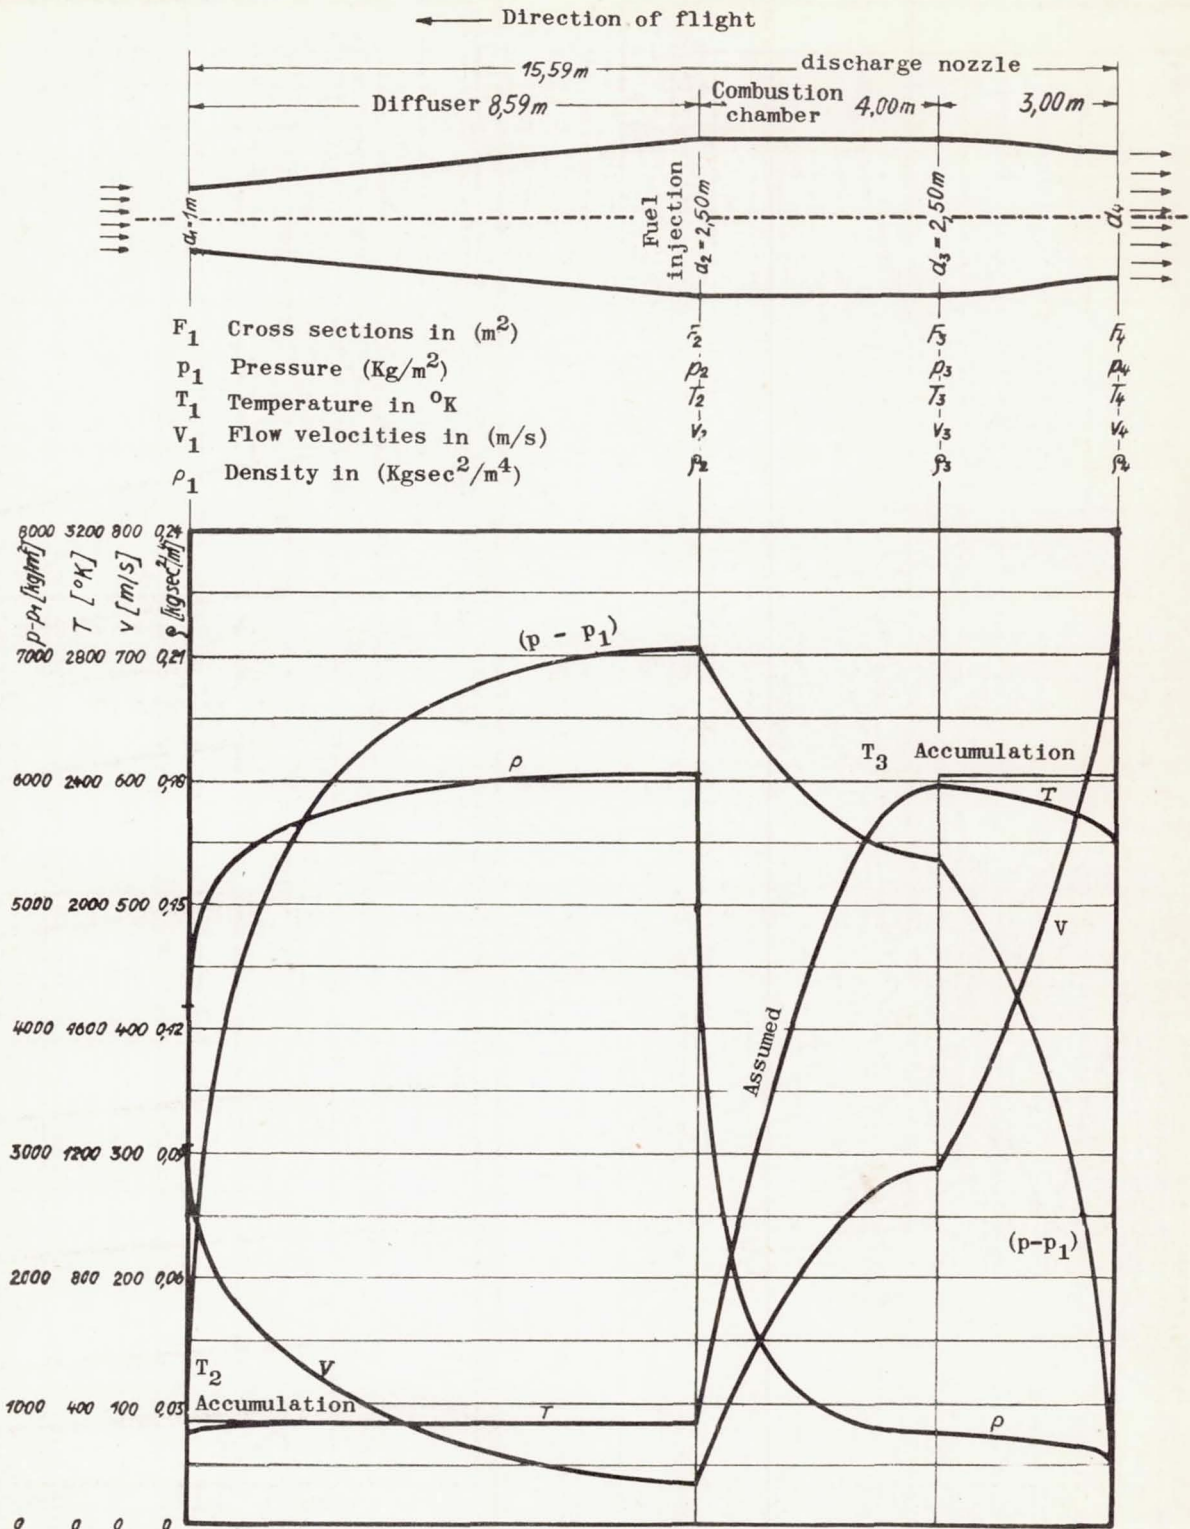 Direction of flight
15,59m discharge nozzle
Diffuser 8,59m Combustion chamber 4,00m 3,00m
d1=1m
Fuel injection
d2=2,50m
d3=2,50m
d4
F1 Cross sections in (m²) F2 F3 F4
p1 Pressure (Kg/m²) p2 p3 p4
T1 Temperature in °K T2 T3 T4
V1 Flow velocities in (m/s) v2 v3 v4
ρ1 Density in (Kgsec²/m⁴) ρ2 ρ3 ρ4
8000 3200 800 0,24
p-p1 [kg/m²]
T [°K]
v [m/s]
ρ [kgsec²/m⁴]
(p - p1)
7000 2800 700 0,21
T3 Accumulation
ρ
6000 2400 600 0,18
T
5000 2000 500 0,15
V
4000 1600 400 0,12
Assumed
3000 1200 300 0,09
(p-p1)
2000 800 200 0,06
T2
V
Accumulation
1000 400 100 0,03
T
ρ
0 0 0 0